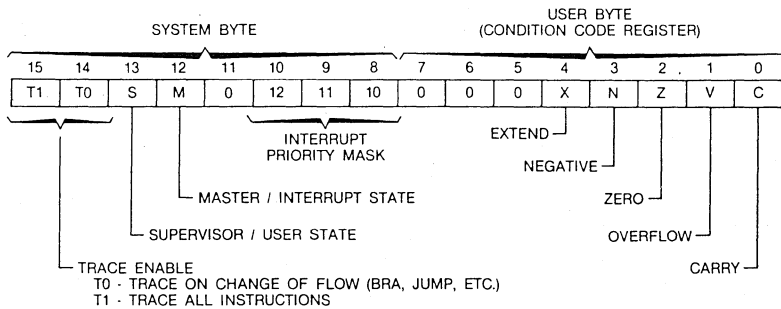 USER BYTE
SYSTEM BYTE (CONDITION CODE REGISTER)
15 14 13 12 11 10 9 8 7 6 5 4 3 2 1 0
T1 T0 S M 0 12 11 10 0 0 0 X N Z V C
INTERRUPT
PRIORITY MASK
EXTEND
NEGATIVE
MASTER / INTERRUPT STATE
ZERO
SUPERVISOR / USER STATE
OVERFLOW
TRACE ENABLE
CARRY
T0 - TRACE ON CHANGE OF FLOW (BRA, JUMP, ETC.)
T1 - TRACE ALL INSTRUCTIONS